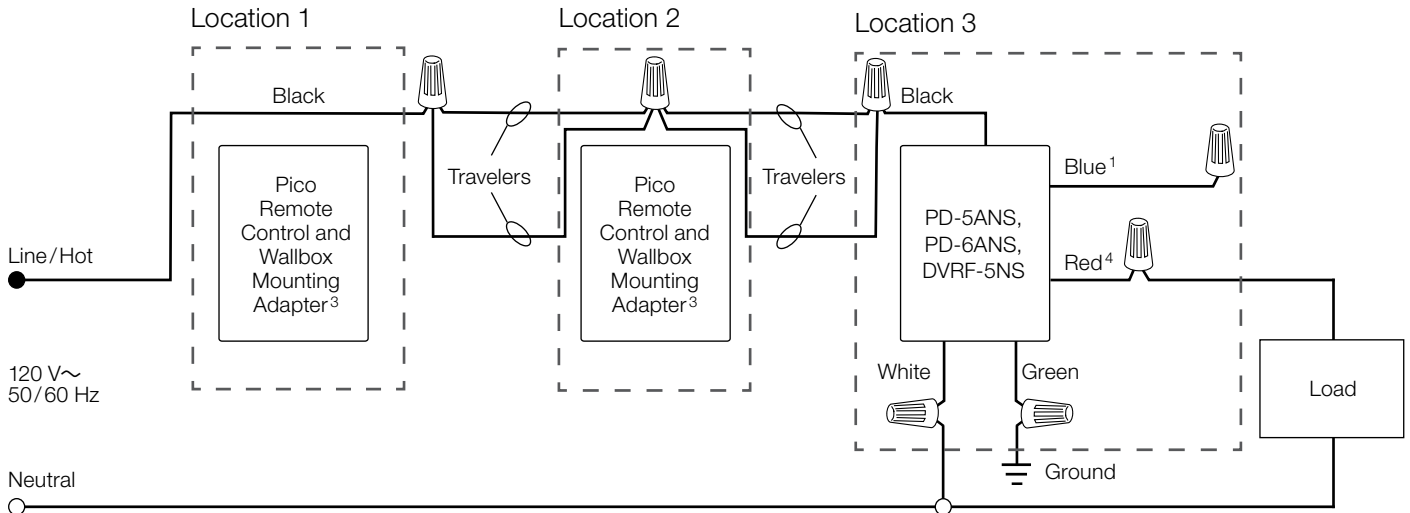 Location 1
Location 2
Location 3
Black
Black
Travelers
Travelers
Blue1
Pico
Remote
Control and
Wallbox
Mounting
Adapter3
Pico
Remote
Control and
Wallbox
Mounting
Adapter3
PD-5ANS,
PD-6ANS,
DVRF-5NS
Line/Hot
Red4
120 V～
50/60 Hz
White
Green
Load
Ground
Neutral